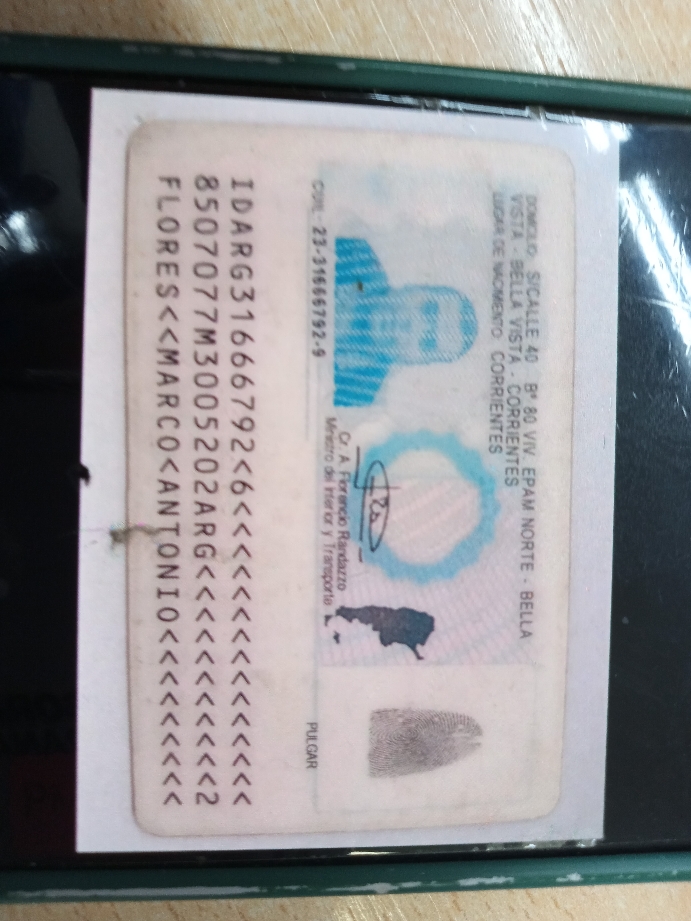 DOMICILIO: S/CALLE 40 Bº 80 VIV. EPAM NORTE - BELLA
VISTA - BELLA VISTA - CORRIENTES
LUGAR DE NACIMIENTO: CORRIENTES
Cr. A. Florencio Randazzo
Ministro del Interior y Transporte
CUIL: 23-31666792-9
PULGAR
IDARG31666792<6<<<<<<<<<<<<<<<
8507077M3005202ARG<<<<<<<<<<<2
FLORES<<MARCO<ANTONIO<<<<<<<<<